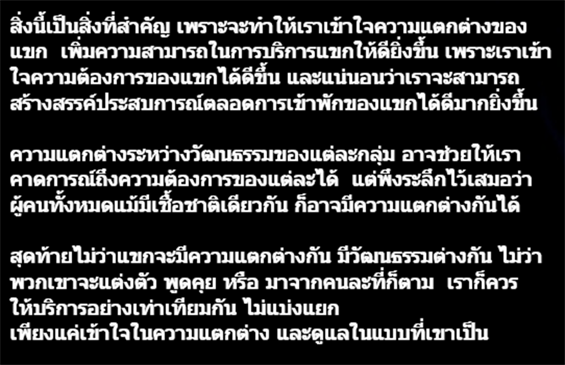 สิ่งนี้เป็นสิ่งที่สำคัญ เพราะจะทำให้เราเข้าใจความแตกต่างของ
แขก เพิ่มความสามารถในการบริการแขกให้ดียิ่งขึ้น เพราะเราเข้า
ใจความต้องการของแขกได้ดีขึ้น และแน่นอนว่าเราจะสามารถ
สร้างสรรค์ประสบการณ์ตลอดการเข้าพักของแขกได้ดีมากยิ่งขึ้น
ความแตกต่างระหว่างวัฒนธรรมของแต่ละกลุ่ม อาจช่วยให้เรา
คาดการณ์ถึงความต้องการของแต่ละได้ แต่พึงระลึกไว้เสมอว่า
ผู้คนทั้งหมดแม้มีเชื้อชาติเดียวกัน ก็อาจมีความแตกต่างกันได้
สุดท้ายไม่ว่าแขกจะมีความแตกต่างกัน มีวัฒนธรรมต่างกัน ไม่ว่า
พวกเขาจะแต่งตัว พูดคุย หรือ มาจากคนละที่ก็ตาม เราก็ควร
ให้บริการอย่างเท่าเทียมกัน ไม่แบ่งแยก
เพียงแค่เข้าใจในความแตกต่าง และดูแลในแบบที่เขาเป็น